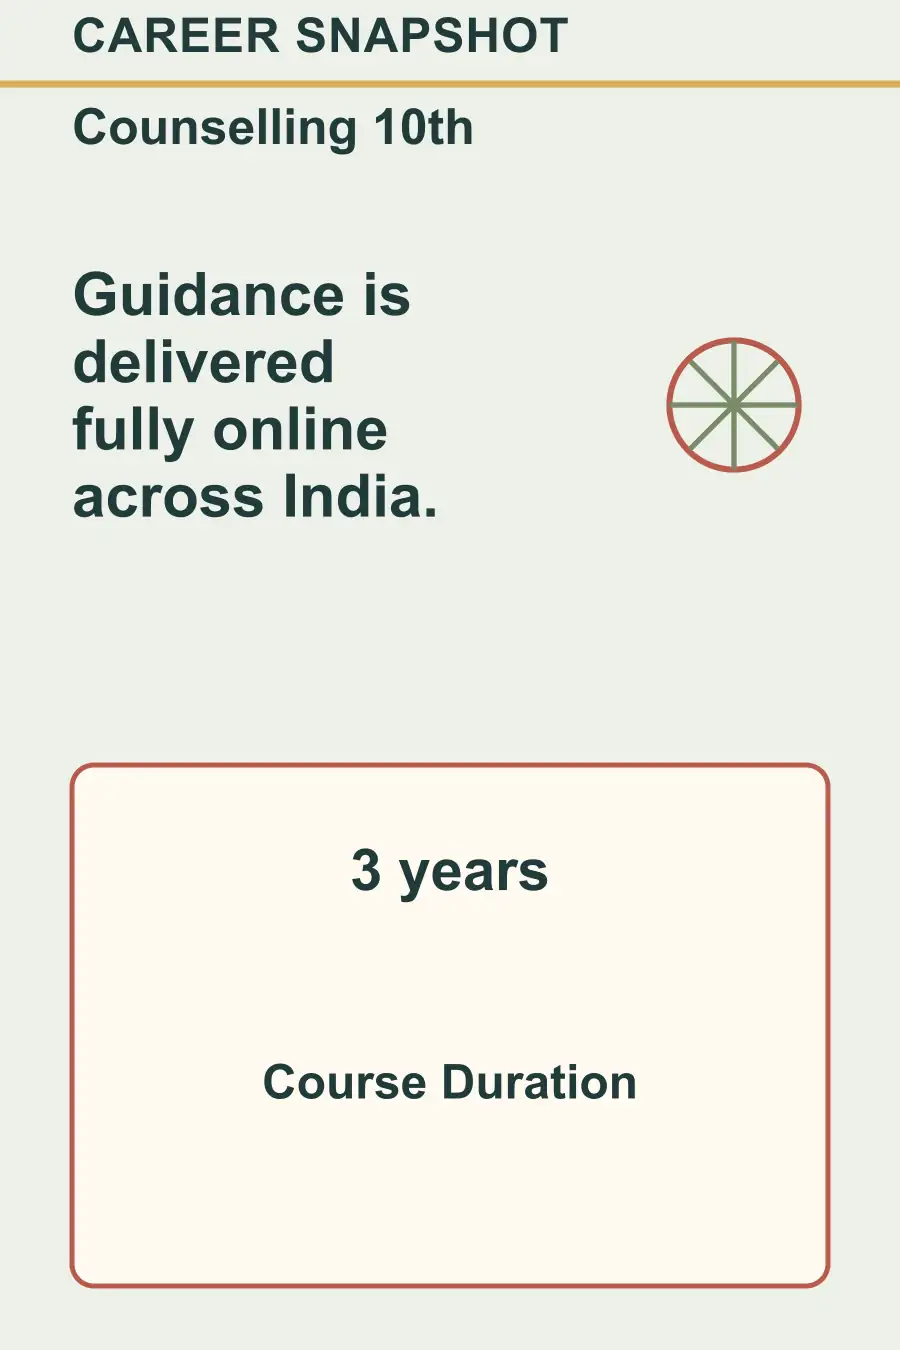 CAREER SNAPSHOT
Counselling 10th
Guidance is
delivered
fully online
across India.
3 years
Course Duration